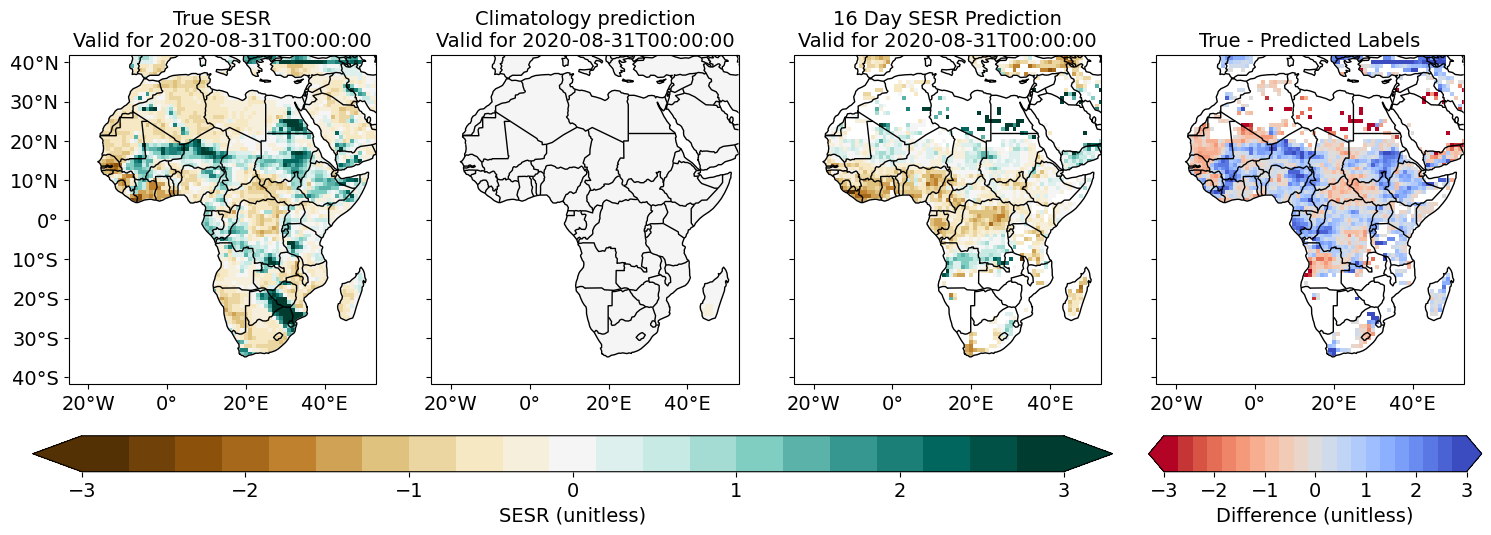 True SESR
Valid for 2020-08-31T00:00:00
Climatology prediction
Valid for 2020-08-31T00:00:00
16 Day SESR Prediction
Valid for 2020-08-31T00:00:00
True - Predicted Labels
40°N
30°N
20°N
10°N
0°
10°S
20°S
30°S
40°S
20°W 0° 20°E 40°E
20°W 0° 20°E 40°E
20°W 0° 20°E 40°E
20°W 0° 20°E 40°E
−3 −2 −1 0 1 2 3
SESR (unitless)
−3 −2 −1 0 1 2 3
Difference (unitless)